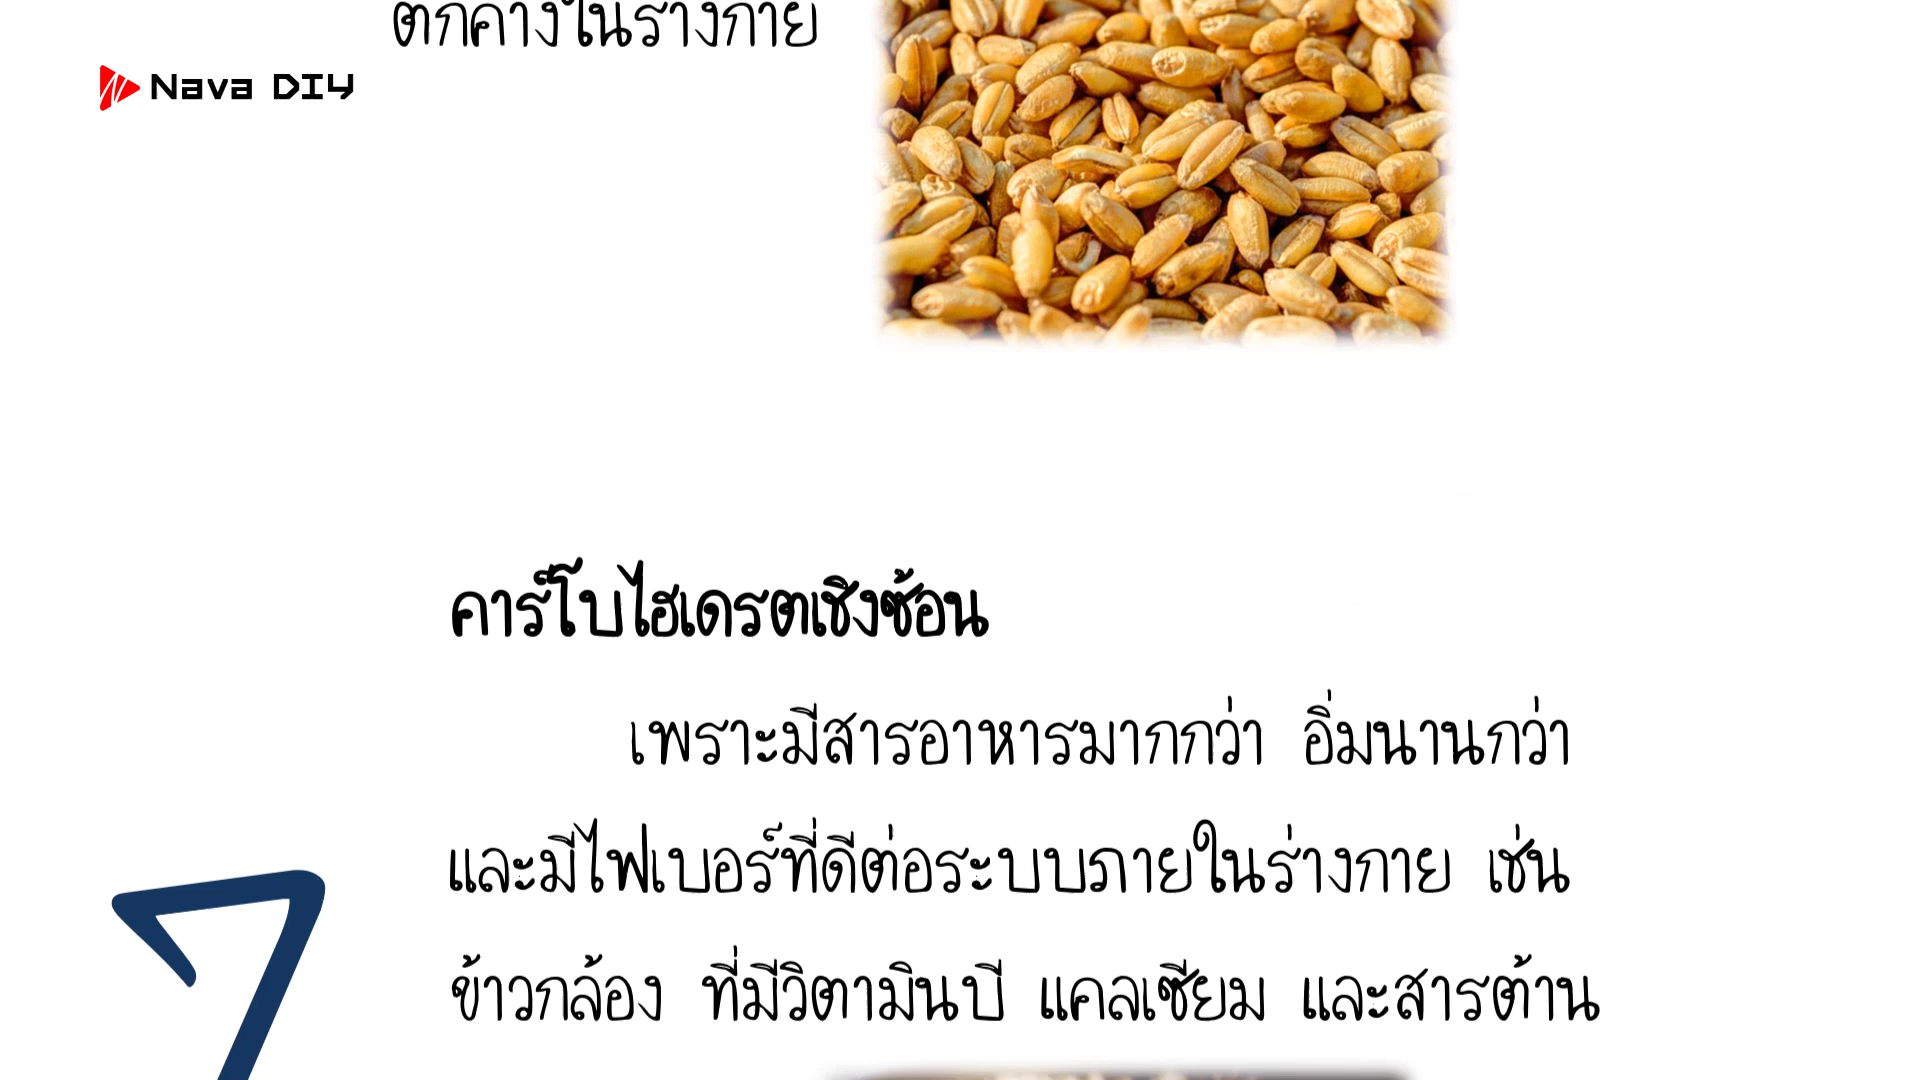 ตกค้างในร่างกาย
Nava DIY
คาร์โบไฮเดรตเชิงซ้อน
เพราะมีสารอาหารมากกว่า อิ่มนานกว่า
และมีไฟเบอร์ที่ดีต่อระบบภายในร่างกาย เช่น
ข้าวกล้อง ที่มีวิตามินบี แคลเซียม และสารต้าน
7